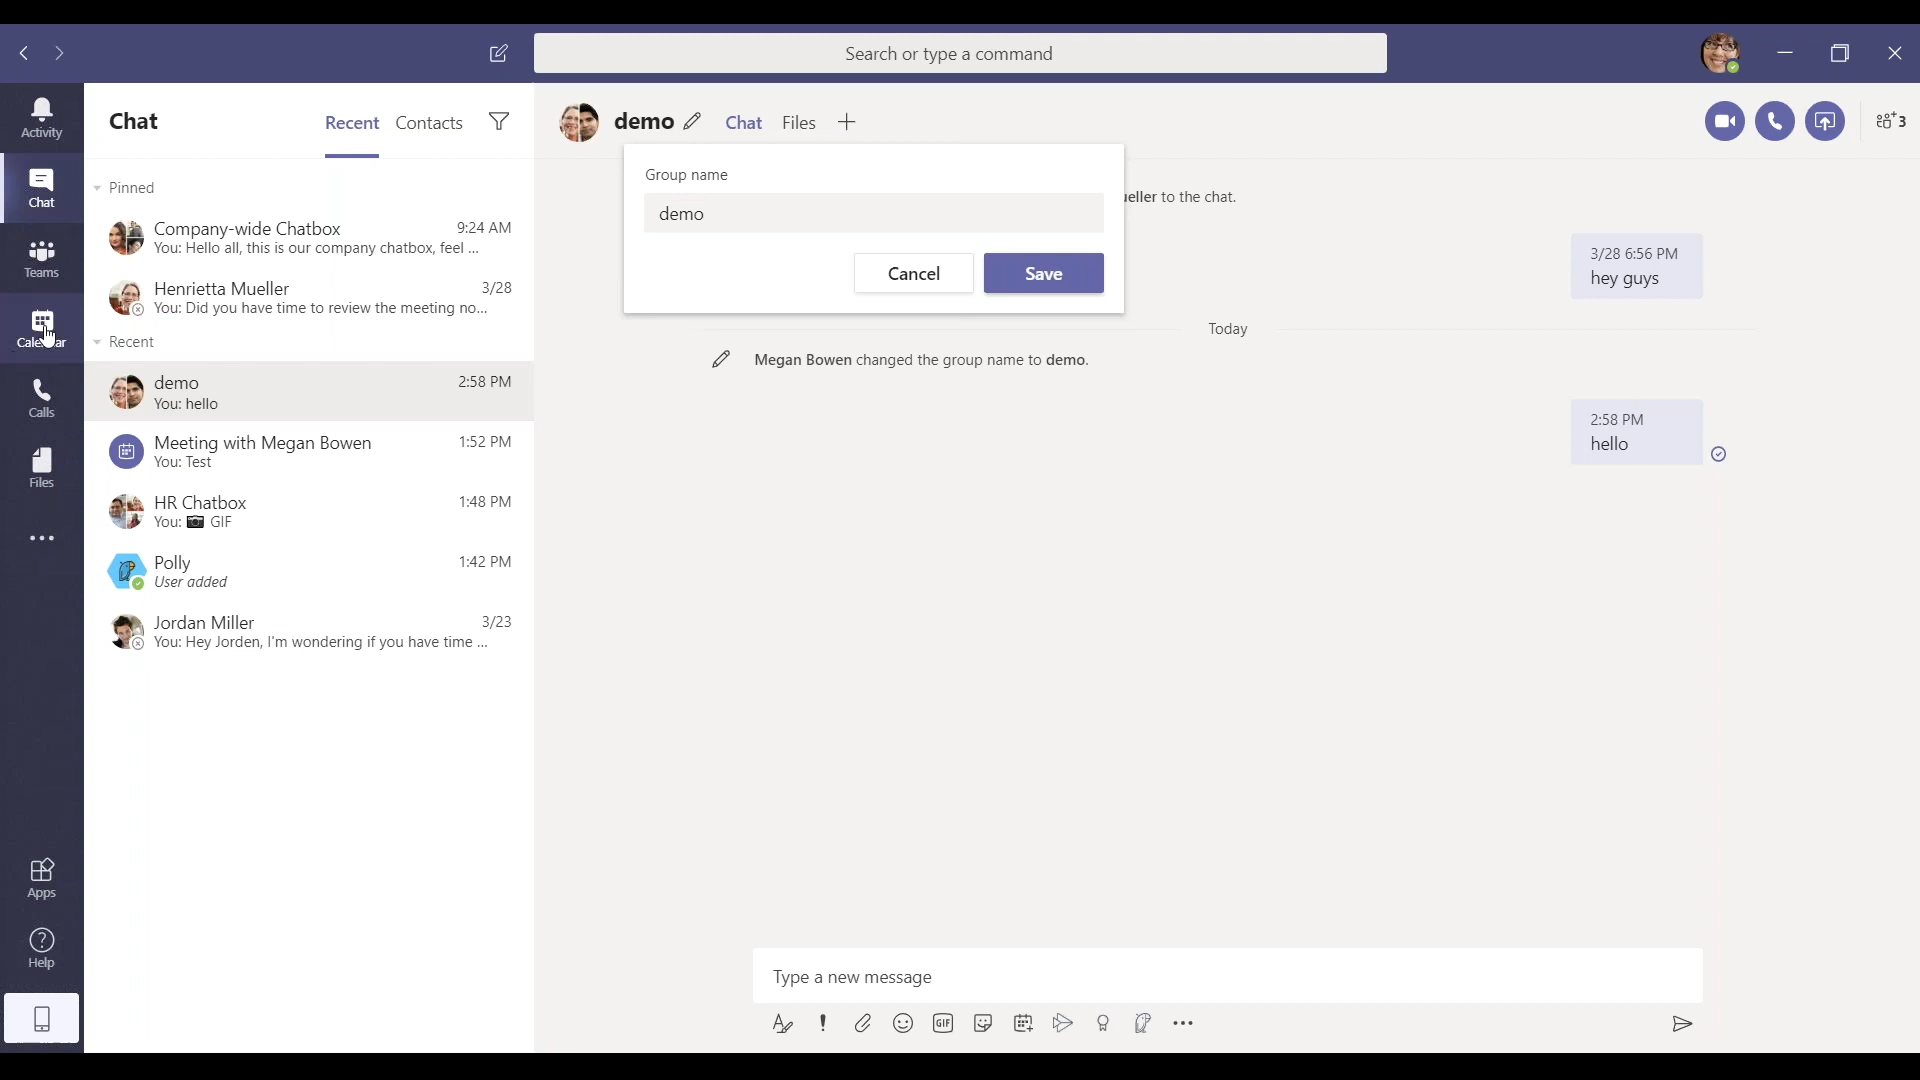 Search or type a command
Activity
Chat
Teams
Calls
Files
Apps
Help
Chat
Recent
Contacts
Pinned
Company-wide Chatbox 9:24 AM
You: Hello all, this is our company chatbox, feel ...
Henrietta Mueller 3/28
You: Did you have time to review the meeting no...
Recent
demo 2:58 PM
You: hello
Meeting with Megan Bowen 1:52 PM
You: Test
HR Chatbox 1:48 PM
You: GIF
Polly 1:42 PM
User added
Jordan Miller 3/23
You: Hey Jorden, I'm wondering if you have time ...
demo
Chat
Files
3
Group name
demo
Cancel
Save
to the chat.
3/28 6:56 PM
hey guys
Today
Megan Bowen changed the group name to demo.
2:58 PM
hello
Type a new message
GIF